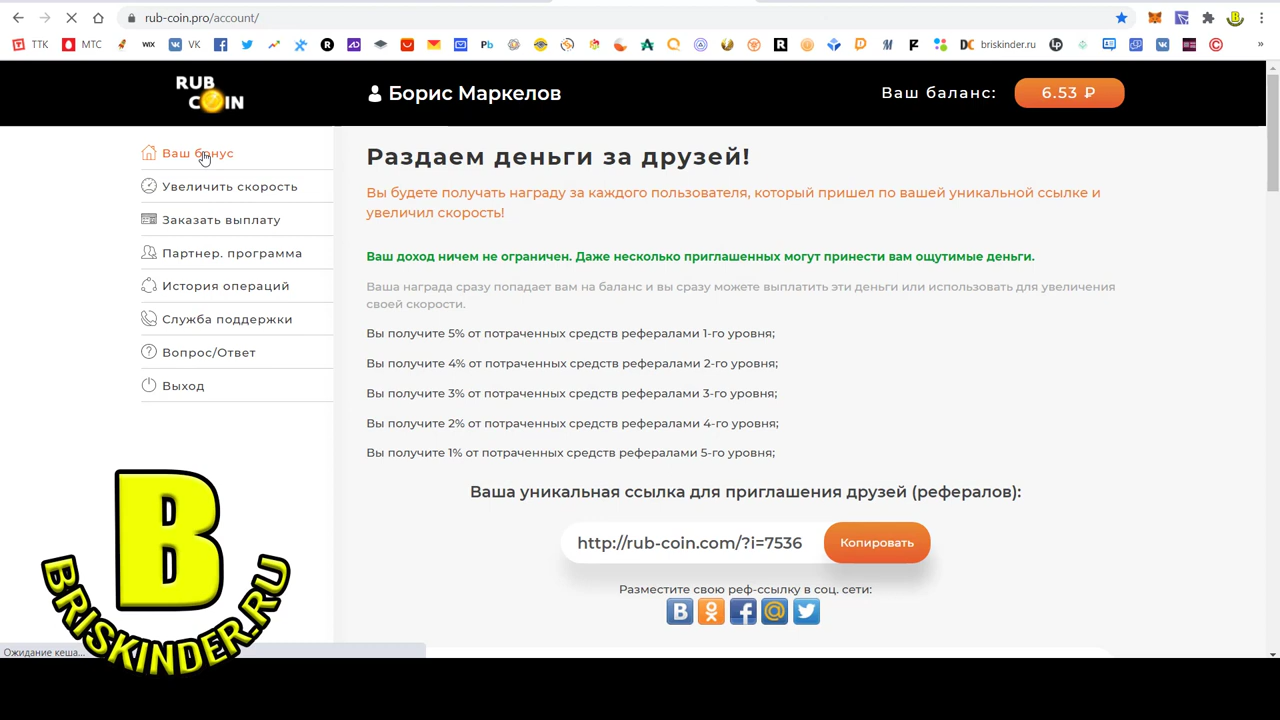 rub-coin.pro/account/
ТТК
МТС
WIX
VK
Pb
briskinder.ru
RUB
COIN
Борис Маркелов
Ваш баланс:
6.53 ₽
Ваш бонус
Увеличить скорость
Заказать выплату
Партнер. программа
История операций
Служба поддержки
Вопрос/Ответ
Выход
Раздаем деньги за друзей!
Вы будете получать награду за каждого пользователя, который пришел по вашей уникальной ссылке и
увеличил скорость!
Ваш доход ничем не ограничен. Даже несколько приглашенных могут принести вам ощутимые деньги.
Ваша награда сразу попадает вам на баланс и вы сразу можете выплатить эти деньги или использовать для увеличения
своей скорости.
Вы получите 5% от потраченных средств рефералами 1-го уровня;
Вы получите 4% от потраченных средств рефералами 2-го уровня;
Вы получите 3% от потраченных средств рефералами 3-го уровня;
Вы получите 2% от потраченных средств рефералами 4-го уровня;
Вы получите 1% от потраченных средств рефералами 5-го уровня;
Ваша уникальная ссылка для приглашения друзей (рефералов):
http://rub-coin.com/?i=7536
Копировать
Разместите свою реф-ссылку в соц. сети:
B
BRISKINDER.RU
Ожидание кеша...